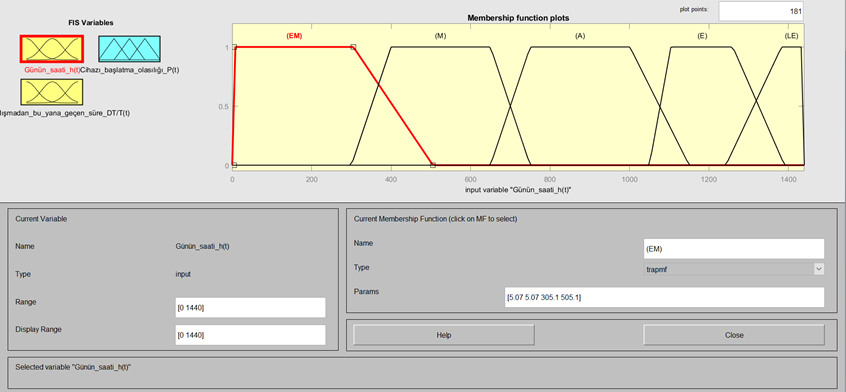 FIS Variables
Günün_saati_h(t)
Cihazı_başlatma_olasılığı_P(t)
lışmadan_bu_yana_geçen_süre_DT/T(t)
Membership function plots
plot points:
181
(EM)
(M)
(A)
(E)
(LE)
1
0.5
0
0
200
400
600
800
1000
1200
1400
input variable "Günün_saati_h(t)"
Current Variable
Name
Günün_saati_h(t)
Type
input
Range
[0 1440]
Display Range
[0 1440]
Current Membership Function (click on MF to select)
Name
(EM)
Type
trapmf
Params
[5.07 5.07 305.1 505.1]
Help
Close
Selected variable "Günün_saati_h(t)"